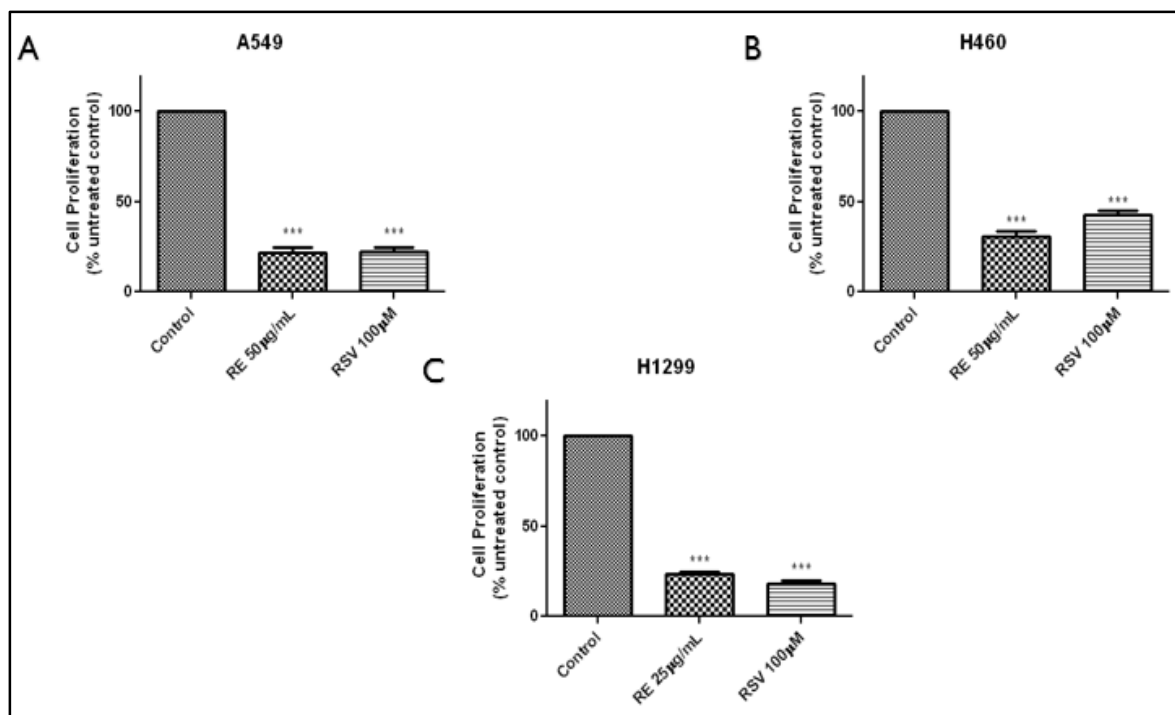 A
A549
Cell Proliferation
(% untreated control)
100
50
0
***
***
Control
RE 50μg/mL
RSV 100μM
B
H460
Cell Proliferation
(% untreated control)
100
50
0
***
***
Control
RE 50μg/mL
RSV 100μM
C
H1299
Cell Proliferation
(% untreated control)
100
50
0
***
***
Control
RE 25μg/mL
RSV 100μM